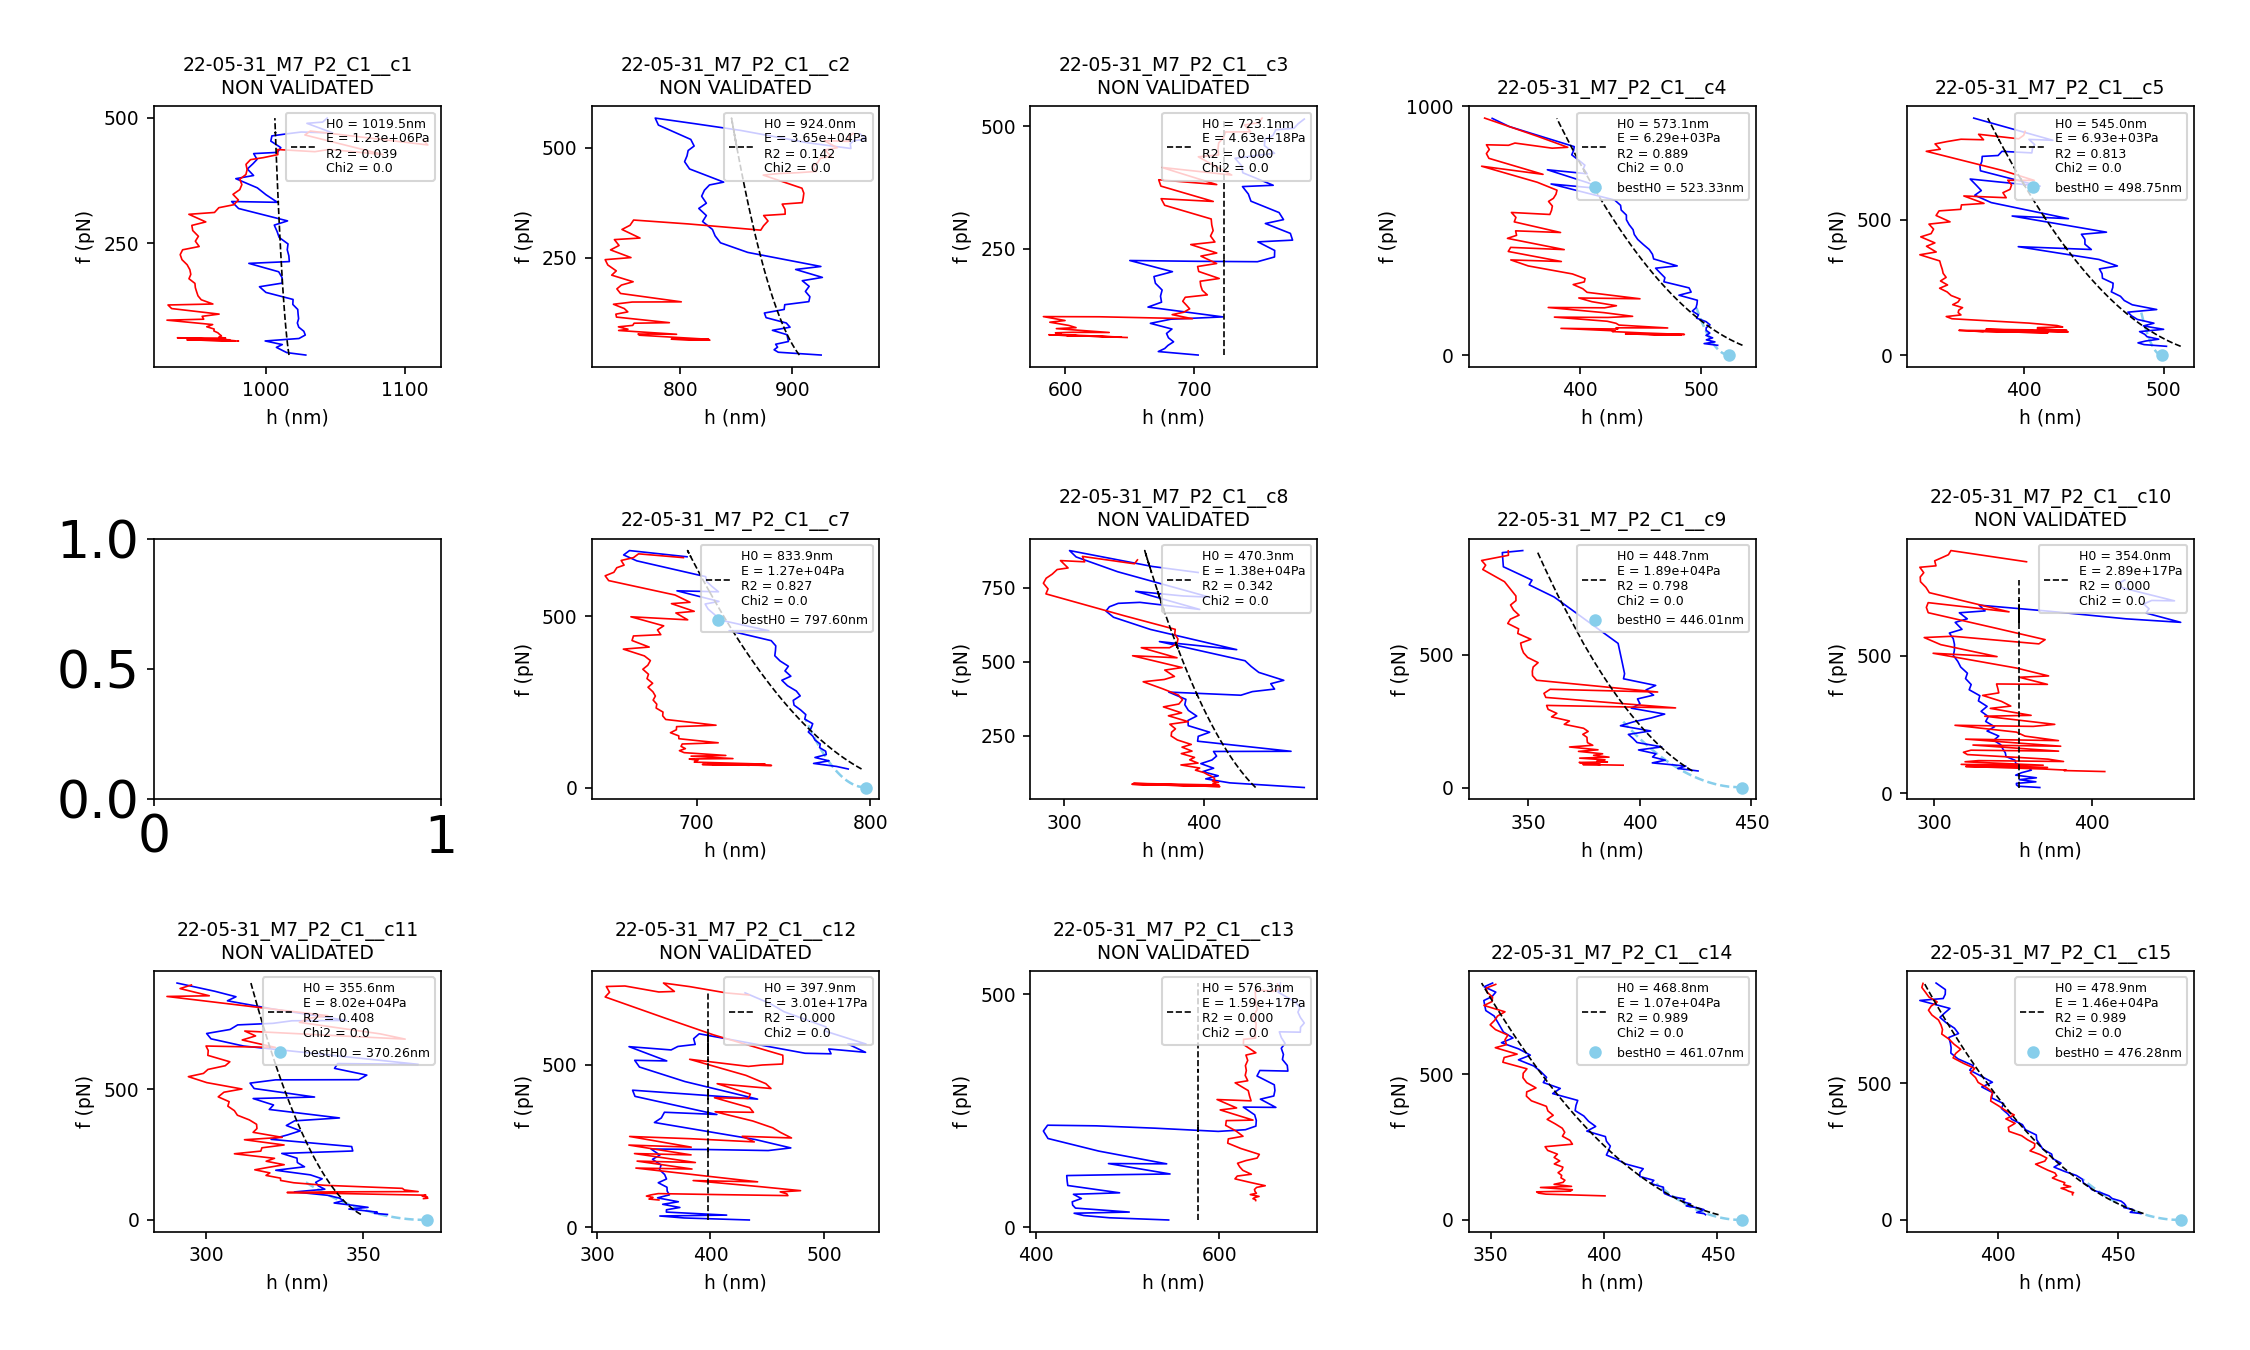 22-05-31_M7_P2_C1__c1
NON VALIDATED
H0 = 1019.5nm
E = 1.23e+06Pa
R2 = 0.039
Chi2 = 0.0
500
250
f (pN)
1000
1100
h (nm)
22-05-31_M7_P2_C1__c2
NON VALIDATED
H0 = 924.0nm
E = 3.65e+04Pa
R2 = 0.142
Chi2 = 0.0
500
250
f (pN)
800
900
h (nm)
22-05-31_M7_P2_C1__c3
NON VALIDATED
H0 = 723.1nm
E = 4.63e+18Pa
R2 = 0.000
Chi2 = 0.0
500
250
f (pN)
600
700
h (nm)
22-05-31_M7_P2_C1__c4
H0 = 573.1nm
E = 6.29e+03Pa
R2 = 0.889
Chi2 = 0.0
bestH0 = 523.33nm
1000
0
f (pN)
400
500
h (nm)
22-05-31_M7_P2_C1__c5
H0 = 545.0nm
E = 6.93e+03Pa
R2 = 0.813
Chi2 = 0.0
bestH0 = 498.75nm
500
0
f (pN)
400
500
h (nm)
1.0
0.5
0.0
0
1
22-05-31_M7_P2_C1__c7
H0 = 833.9nm
E = 1.27e+04Pa
R2 = 0.827
Chi2 = 0.0
bestH0 = 797.60nm
500
0
f (pN)
700
800
h (nm)
22-05-31_M7_P2_C1__c8
NON VALIDATED
H0 = 470.3nm
E = 1.38e+04Pa
R2 = 0.342
Chi2 = 0.0
750
500
250
f (pN)
300
400
h (nm)
22-05-31_M7_P2_C1__c9
H0 = 448.7nm
E = 1.89e+04Pa
R2 = 0.798
Chi2 = 0.0
bestH0 = 446.01nm
500
0
f (pN)
350
400
450
h (nm)
22-05-31_M7_P2_C1__c10
NON VALIDATED
H0 = 354.0nm
E = 2.89e+17Pa
R2 = 0.000
Chi2 = 0.0
500
0
f (pN)
300
400
h (nm)
22-05-31_M7_P2_C1__c11
NON VALIDATED
H0 = 355.6nm
E = 8.02e+04Pa
R2 = 0.408
Chi2 = 0.0
bestH0 = 370.26nm
500
0
f (pN)
300
350
h (nm)
22-05-31_M7_P2_C1__c12
NON VALIDATED
H0 = 397.9nm
E = 3.01e+17Pa
R2 = 0.000
Chi2 = 0.0
500
0
f (pN)
300
400
500
h (nm)
22-05-31_M7_P2_C1__c13
NON VALIDATED
H0 = 576.3nm
E = 1.59e+17Pa
R2 = 0.000
Chi2 = 0.0
500
0
f (pN)
400
600
h (nm)
22-05-31_M7_P2_C1__c14
H0 = 468.8nm
E = 1.07e+04Pa
R2 = 0.989
Chi2 = 0.0
bestH0 = 461.07nm
500
0
f (pN)
350
400
450
h (nm)
22-05-31_M7_P2_C1__c15
H0 = 478.9nm
E = 1.46e+04Pa
R2 = 0.989
Chi2 = 0.0
bestH0 = 476.28nm
500
0
f (pN)
400
450
h (nm)